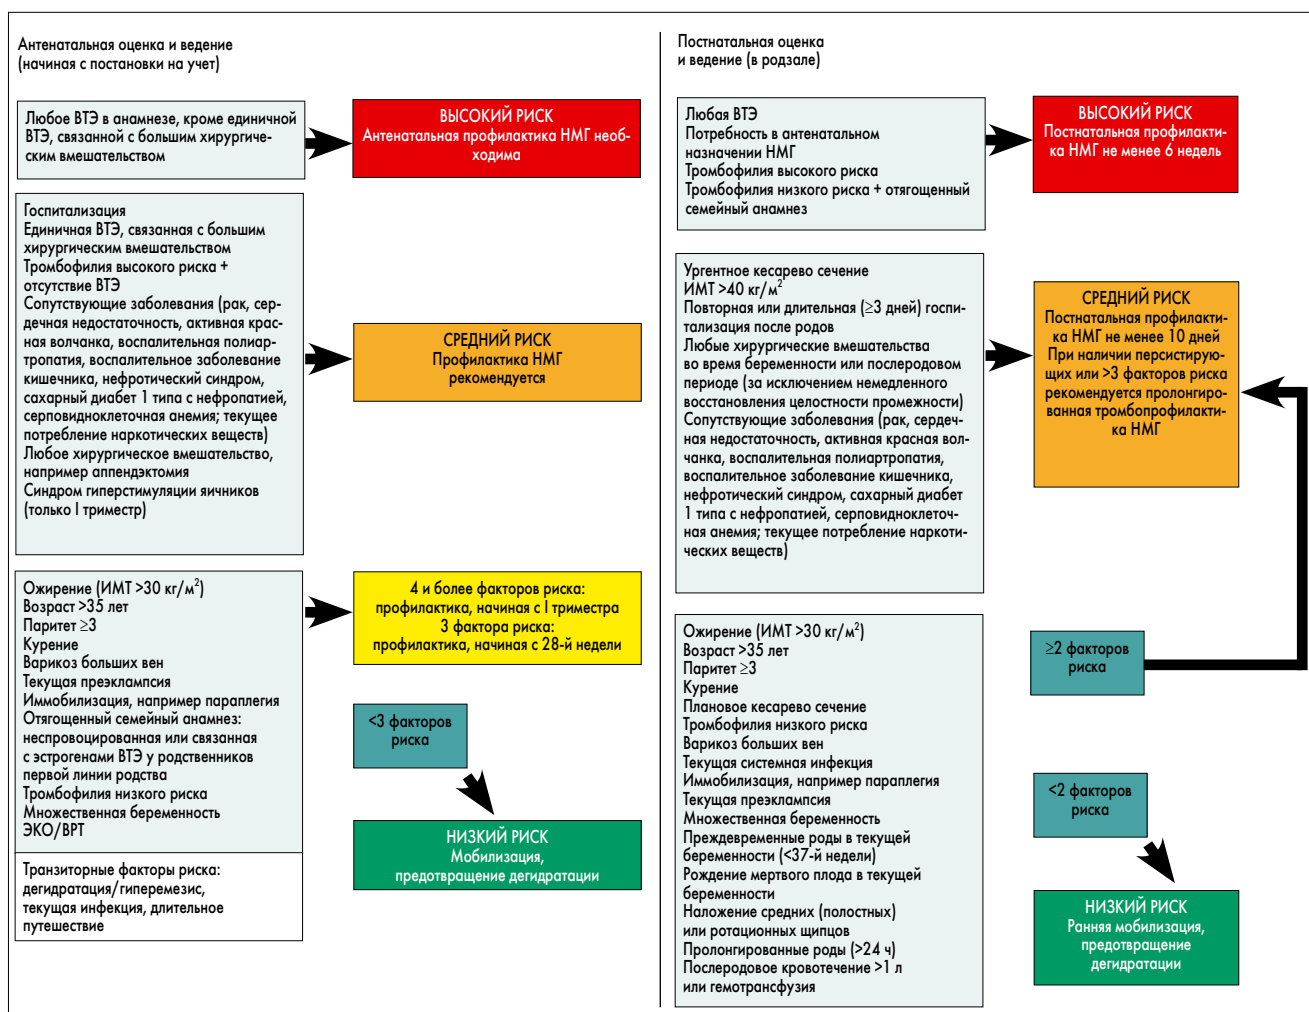 Антенатальная оценка и ведение
(начиная с постановки на учет)
Любое ВТЭ в анамнезе, кроме единичной
ВТЭ, связанной с большим хирургиче-
ским вмешательством
ВЫСОКИЙ РИСК
Антенатальная профилактика НМГ необ-
ходима
Госпитализация
Единичная ВТЭ, связанная с большим
хирургическим вмешательством
Тромбофилия высокого риска +
отсутствие ВТЭ
Сопутствующие заболевания (рак, сер-
дечная недостаточность, активная крас-
ная волчанка, воспалительная полиар-
тропатия, воспалительное заболевание
кишечника, нефротический синдром,
сахарный диабет 1 типа с нефропатией,
серповидноклеточная анемия; текущее
потребление наркотических веществ)
Любое хирургическое вмешательство,
например аппендэктомия
Синдром гиперстимуляции яичников
(только I триместр)
СРЕДНИЙ РИСК
Профилактика НМГ
рекомендуется
Ожирение (ИМТ >30 кг/м²)
Возраст >35 лет
Паритет ≥3
Курение
Варикоз больших вен
Текущая преэклампсия
Иммобилизация, например параплегия
Отягощенный семейный анамнез:
неспровоцированная или связанная
с эстрогенами ВТЭ у родственников
первой линии родства
Тромбофилия низкого риска
Множественная беременность
ЭКО/ВРТ
Транзиторные факторы риска:
дегидратация/гиперемезис,
текущая инфекция, длительное
путешествие
4 и более факторов риска:
профилактика, начиная с I триместра
3 фактора риска:
профилактика, начиная с 28-й недели
<3 факторов
риска
НИЗКИЙ РИСК
Мобилизация,
предотвращение дегидратации
Постнатальная оценка
и ведение (в родзале)
Любая ВТЭ
Потребность в антенатальном
назначении НМГ
Тромбофилия высокого риска
Тромбофилия низкого риска + отягощенный
семейный анамнез
ВЫСОКИЙ РИСК
Постнатальная профилакти-
ка НМГ не менее 6 недель
Ургентное кесарево сечение
ИМТ >40 кг/м²
Повторная или длительная (≥3 дней) госпи-
тализация после родов
Любые хирургические вмешательства
во время беременности или послеродовом
периоде (за исключением немедленного
восстановления целостности промежности)
Сопутствующие заболевания (рак, сердеч-
ная недостаточность, активная красная вол-
чанка, воспалительная полиартропатия,
воспалительное заболевание кишечника,
нефротический синдром, сахарный диабет
1 типа с нефропатией, серповидноклеточ-
ная анемия; текущее потребление наркоти-
ческих веществ)
СРЕДНИЙ РИСК
Постнатальная профилакти-
ка НМГ не менее 10 дней
При наличии персистирую-
щих или >3 факторов риска
рекомендуется пролонгиро-
ванная тромбопрофилакти-
ка НМГ
Ожирение (ИМТ >30 кг/м²)
Возраст >35 лет
Паритет ≥3
Курение
Плановое кесарево сечение
Тромбофилия низкого риска
Варикоз больших вен
Текущая системная инфекция
Иммобилизация, например параплегия
Текущая преэклампсия
Множественная беременность
Преждевременные роды в текущей
беременности (<37-й недели)
Рождение мертвого плода в текущей
беременности
Наложение средних (полостных)
или ротационных щипцов
Пролонгированные роды (>24 ч)
Послеродовое кровотечение >1 л
или гемотрансфузия
≥2 факторов
риска
<2 факторов
риска
НИЗКИЙ РИСК
Ранняя мобилизация,
предотвращение
дегидратации